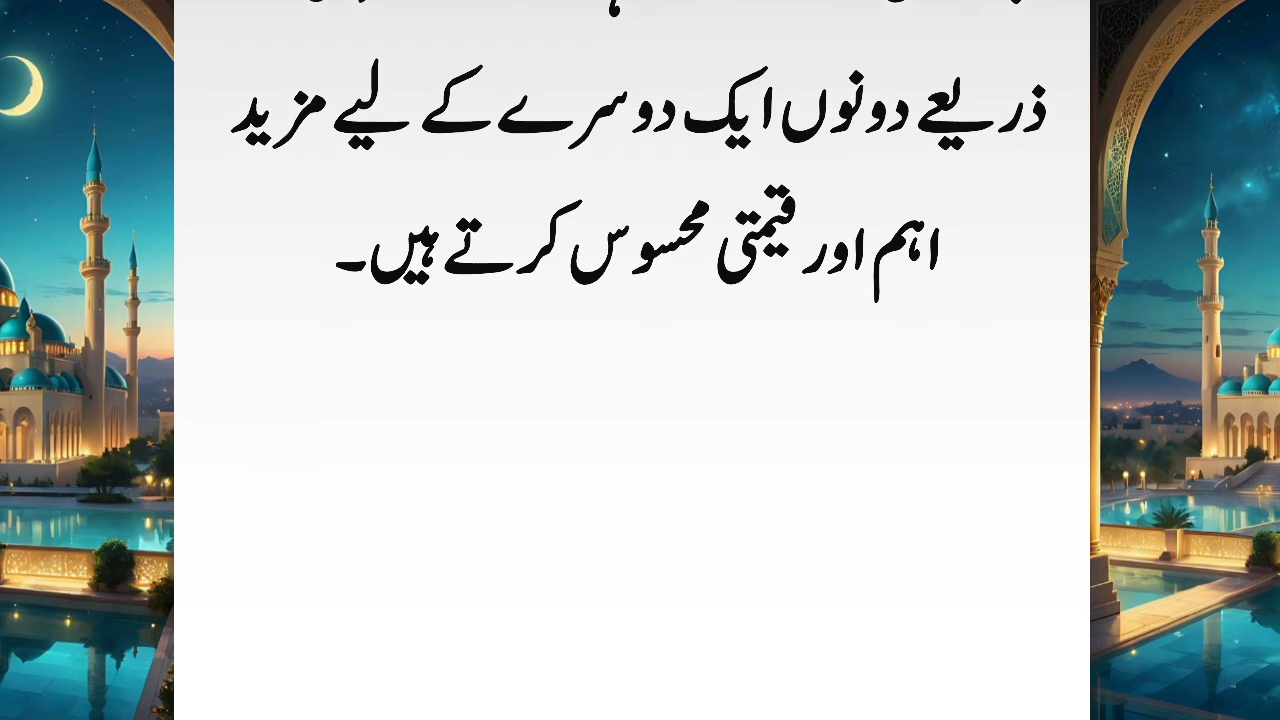 ذریعے دونوں ایک دوسرے کے لیے مزید
اہم اور قیمتی محسوس کرتے ہیں۔